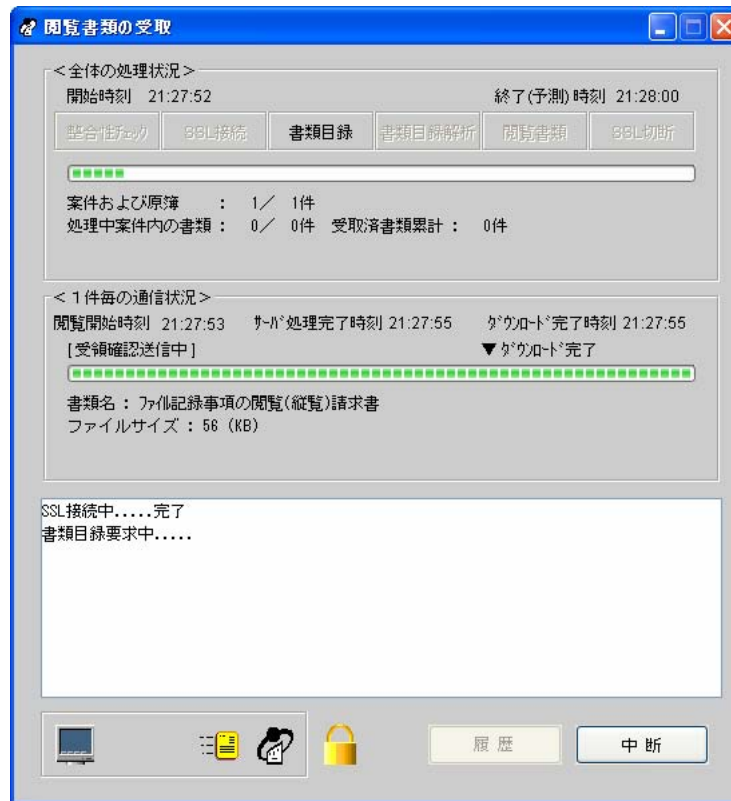 閲覧書類の受取
<全体の処理状況>
開始時刻 21:27:52 終了(予測)時刻 21:28:00
整合性ﾁｪｯｸ SSL接続 書類目録 書類目録解析 閲覧書類 SSL切断
案件および原簿 : 1／ 1件
処理中案件内の書類 : 0／ 0件 受取済書類累計 : 0件
<１件毎の通信状況>
閲覧開始時刻 21:27:53 ｻｰﾊﾞ処理完了時刻 21:27:55 ﾀﾞｳﾝﾛｰﾄﾞ完了時刻 21:27:55
[受領確認送信中] ▼ﾀﾞｳﾝﾛｰﾄﾞ完了
書類名 : ﾌｧｲﾙ記録事項の閲覧(縦覧)請求書
ファイルサイズ : 56 (KB)
SSL接続中.....完了
書類目録要求中.....
履歴 中断